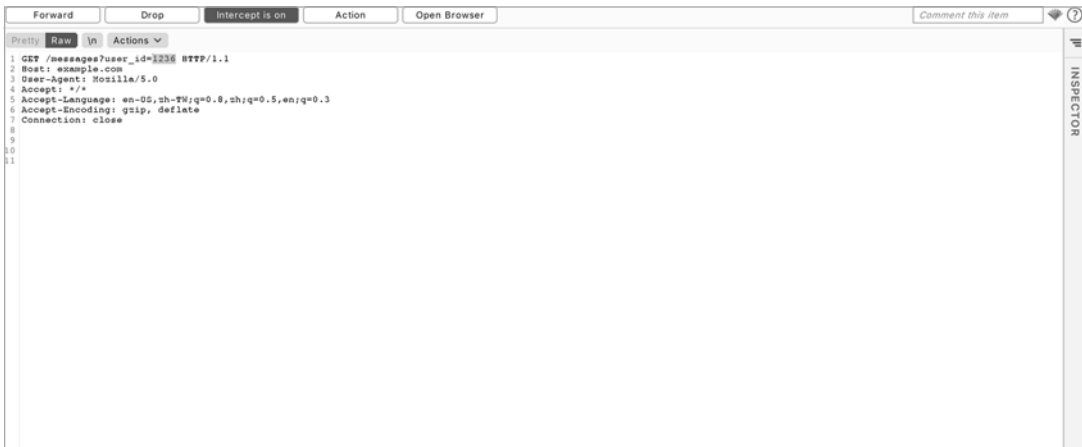 Forward Drop Intercept is on Action Open Browser Comment this item ?
Pretty Raw \n Actions
1 GET /messages?user_id=1236 HTTP/1.1
2 Host: example.com
3 User-Agent: Mozilla/5.0
4 Accept: */*
5 Accept-Language: en-US,zh-TW;q=0.8,zh;q=0.5,en;q=0.3
6 Accept-Encoding: gzip, deflate
7 Connection: close
8
9
10
11
INSPECTOR